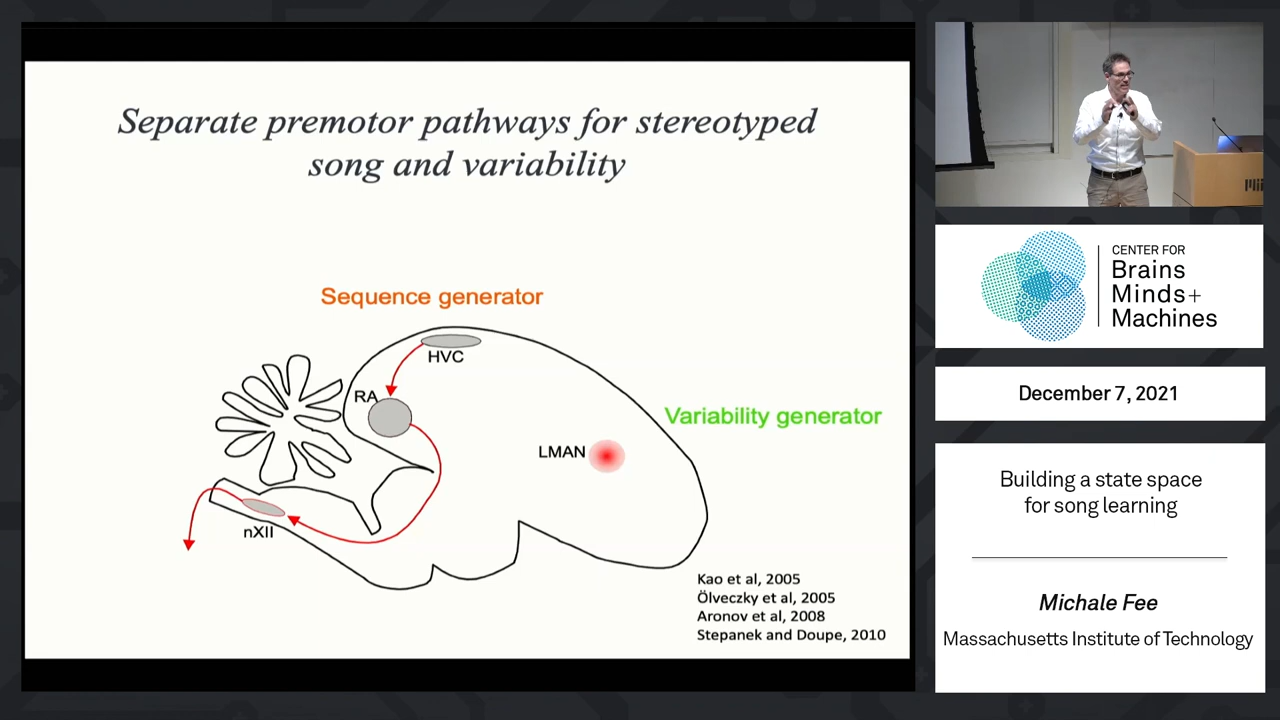 Separate premotor pathways for stereotyped
song and variability
Sequence generator
HVC
RA
Variability generator
LMAN
nXII
Kao et al, 2005
Ölveczky et al, 2005
Aronov et al, 2008
Stepanek and Doupe, 2010
MIT
CENTER FOR
Brains
Minds+
Machines
December 7, 2021
Building a state space
for song learning
Michale Fee
Massachusetts Institute of Technology